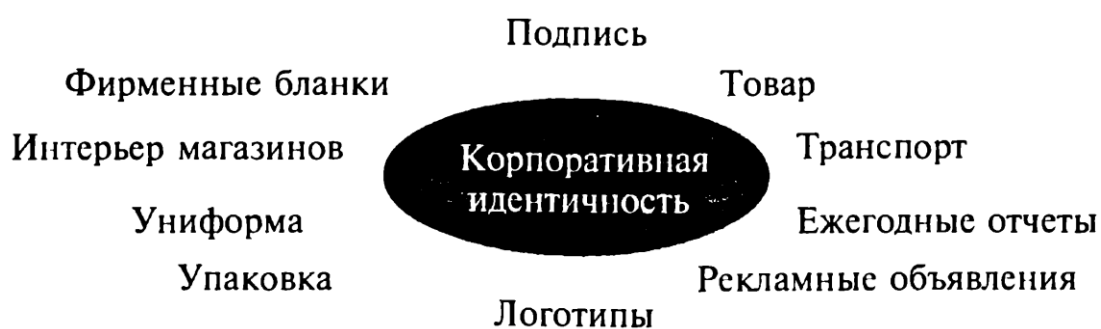 Подпись
Фирменные бланки
Товар
Интерьер магазинов
Корпоративная
идентичность
Транспорт
Униформа
Ежегодные отчеты
Упаковка
Рекламные объявления
Логотипы